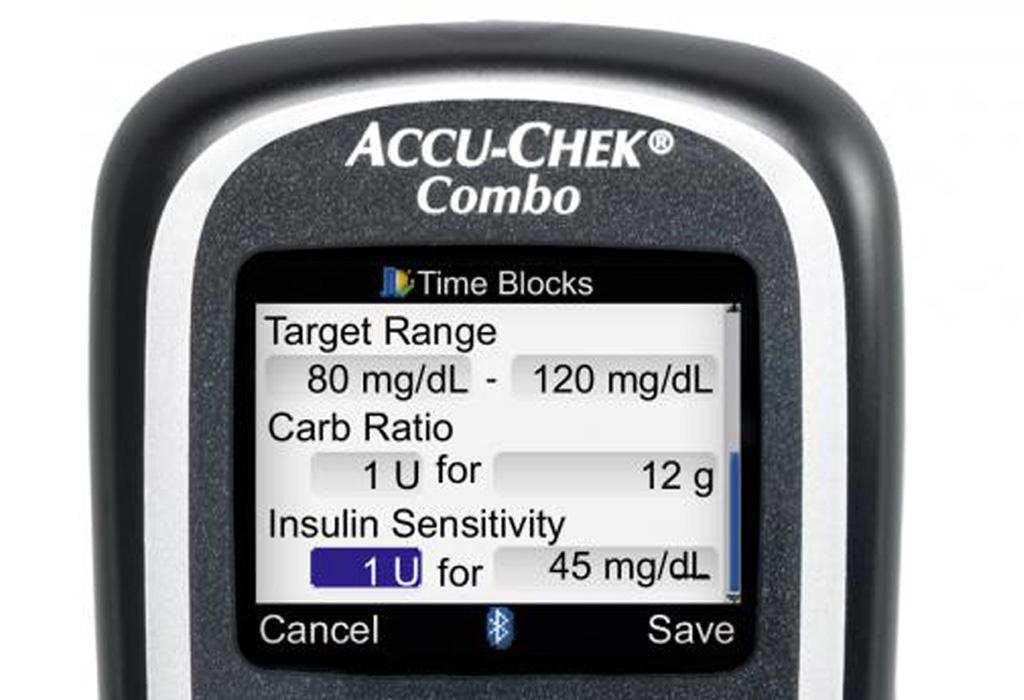 ACCU-CHEK®
Combo
Time Blocks
Target Range
80 mg/dL - 120 mg/dL
Carb Ratio
1 U for 12 g
Insulin Sensitivity
1 U for 45 mg/dL
Cancel Save